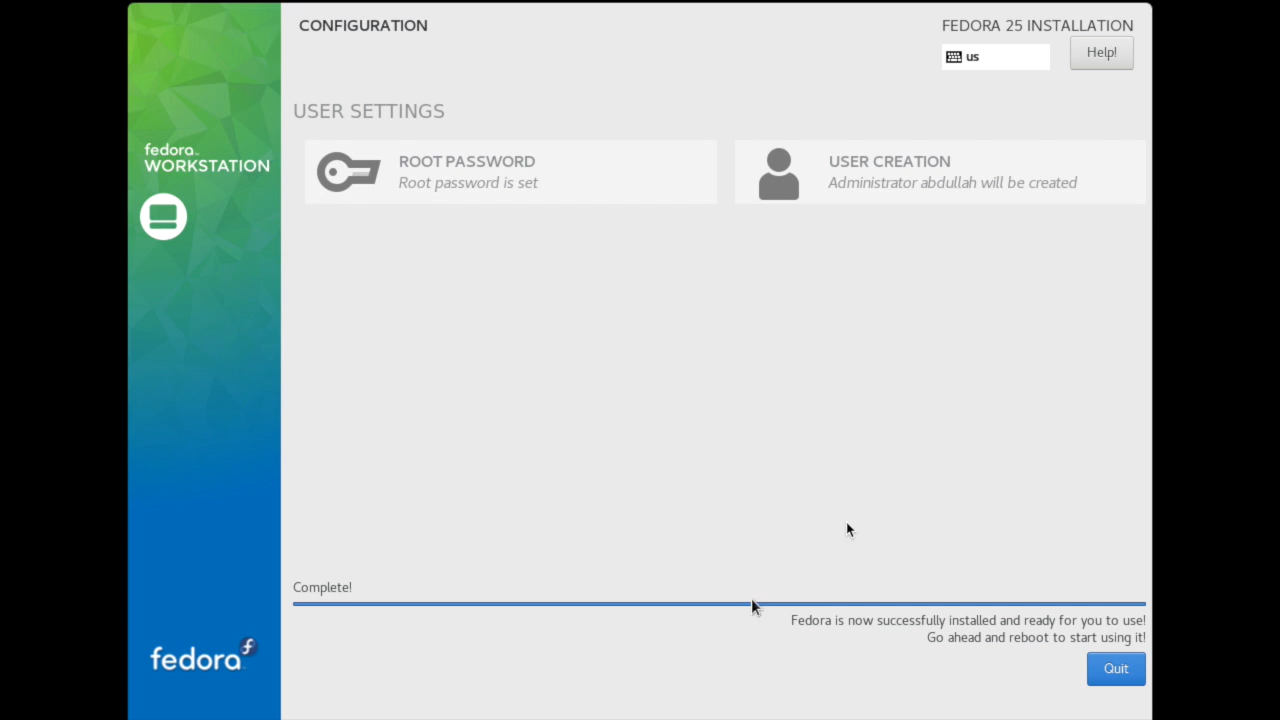 CONFIGURATION
FEDORA 25 INSTALLATION
us
Help!
fedora
WORKSTATION
USER SETTINGS
ROOT PASSWORD
Root password is set
USER CREATION
Administrator abdullah will be created
Complete!
Fedora is now successfully installed and ready for you to use!
Go ahead and reboot to start using it!
fedora
Quit